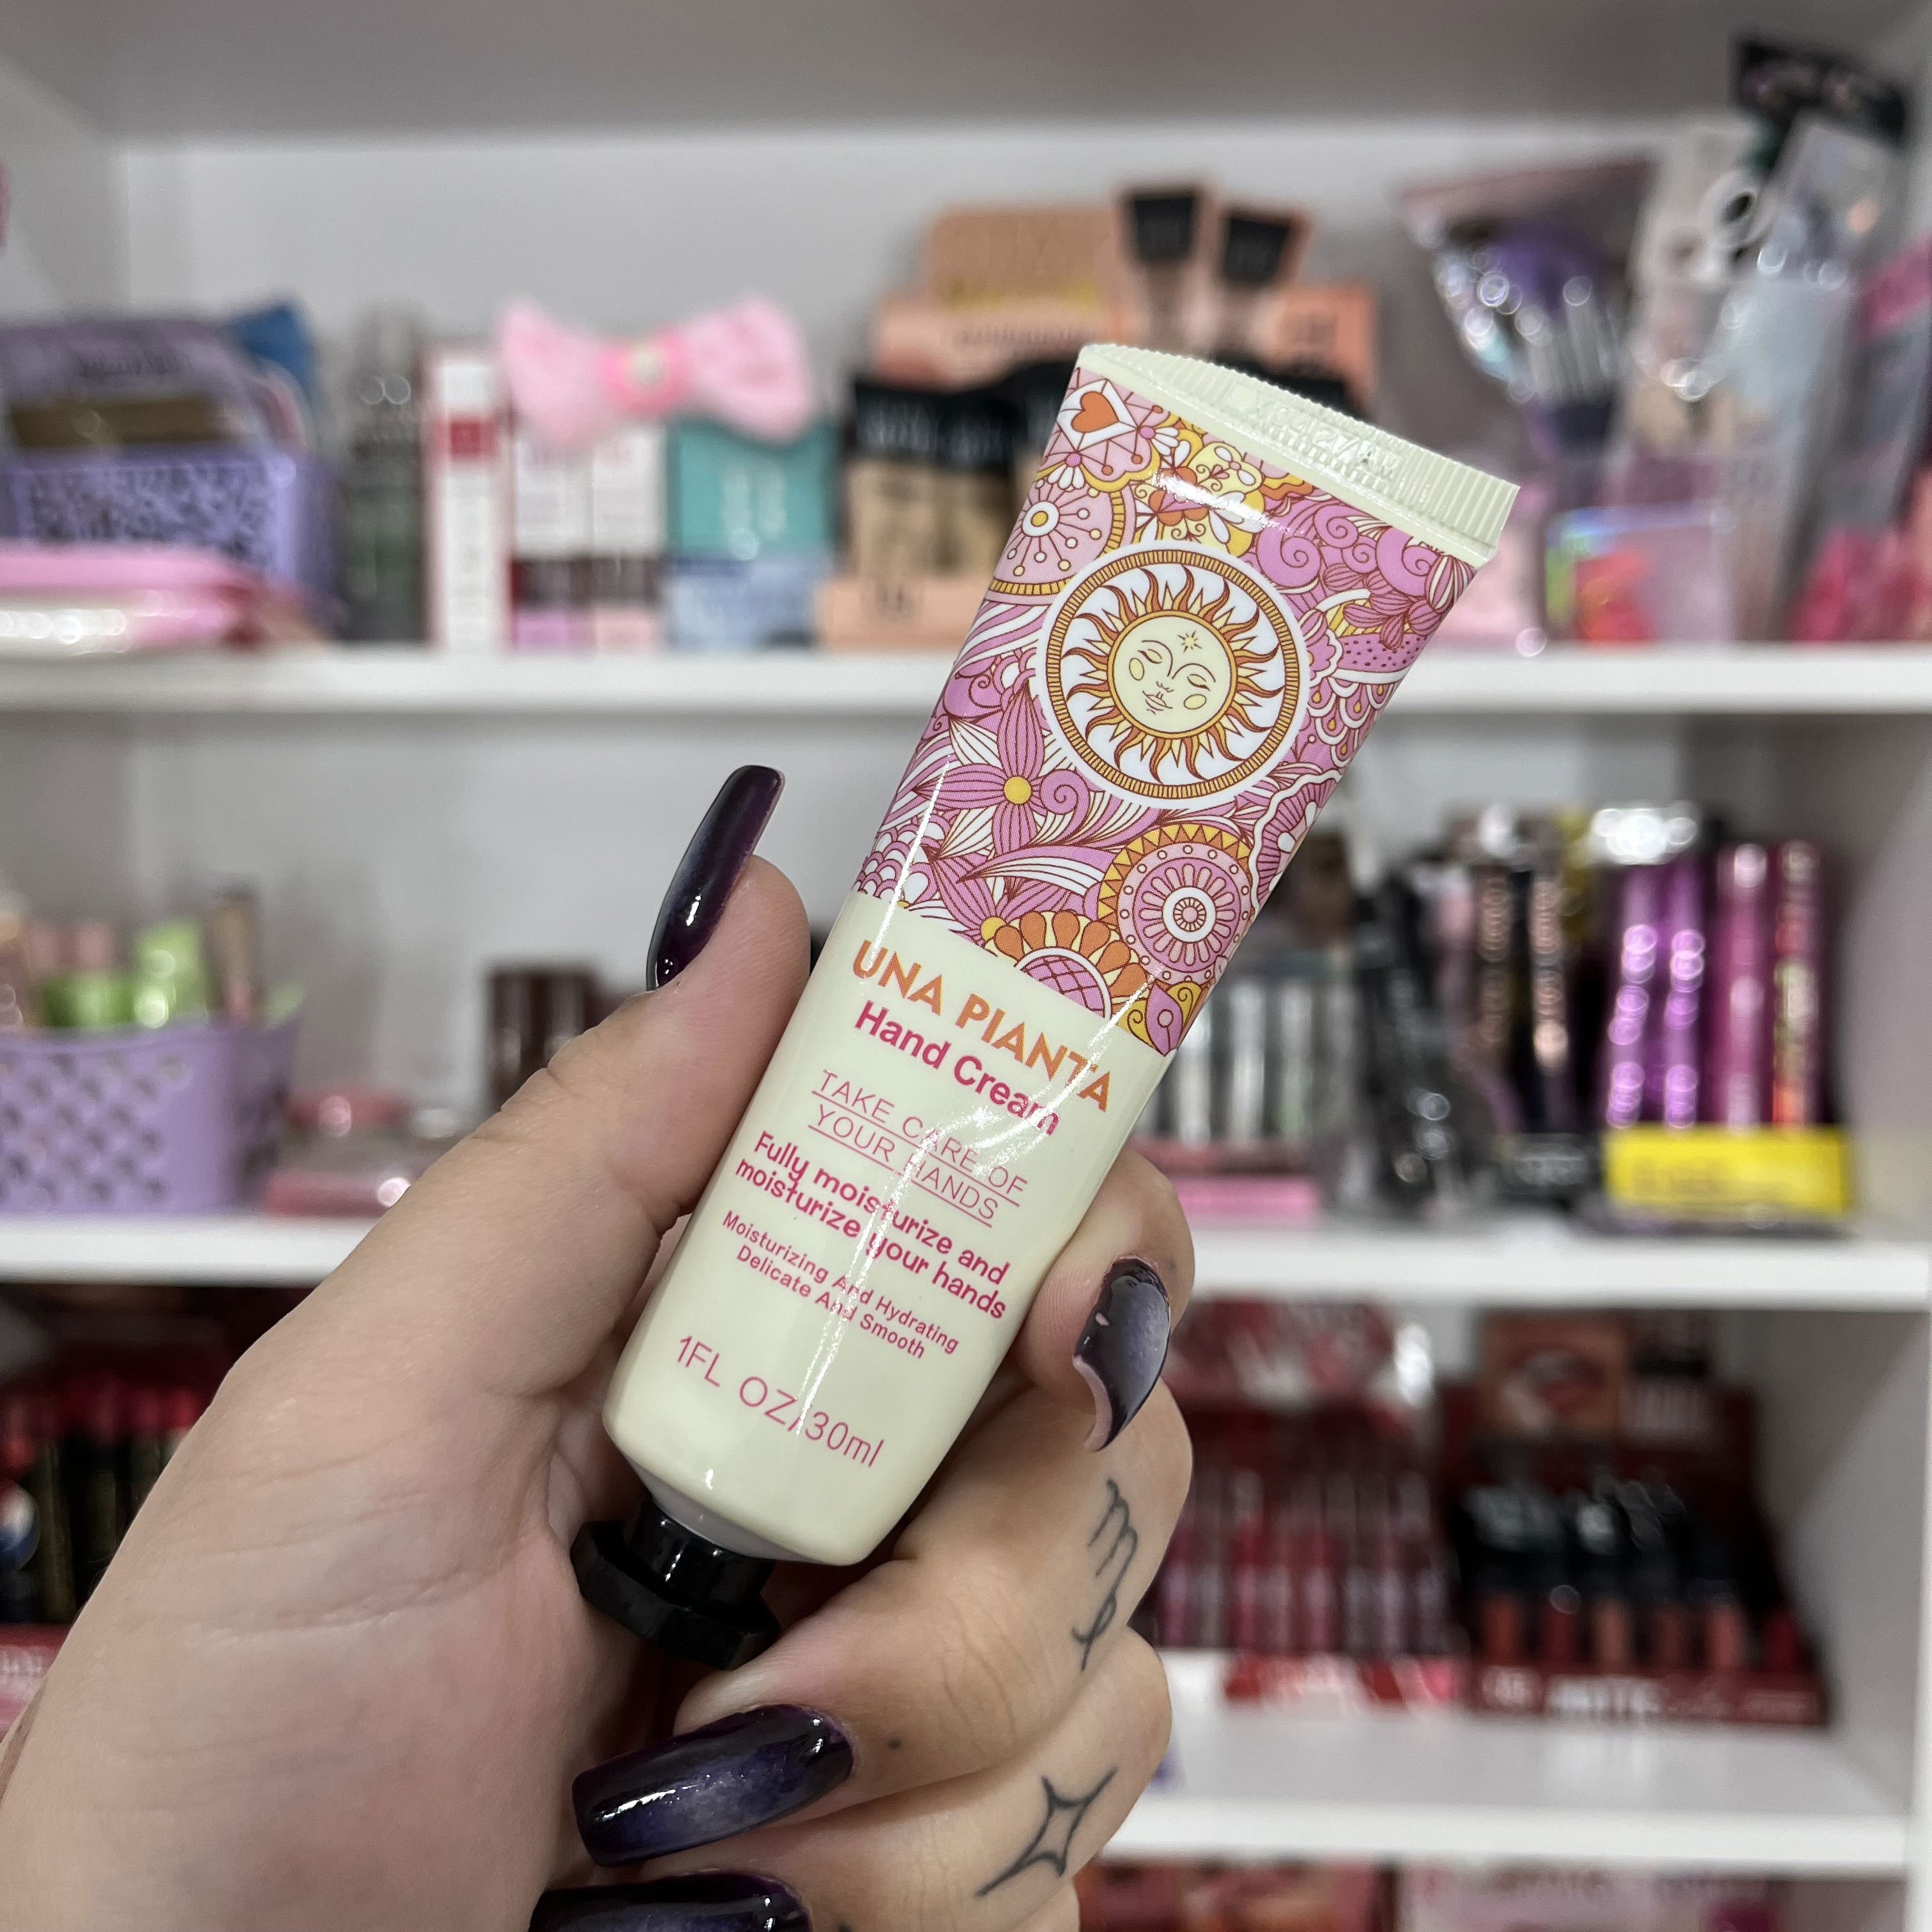 UNA PIANTA
Hand Cream
TAKE CARE OF
YOUR HANDS
Fully moisturize and
moisturize your hands
Moisturizing And Hydrating
Delicate And Smooth
1FL OZ/30ml